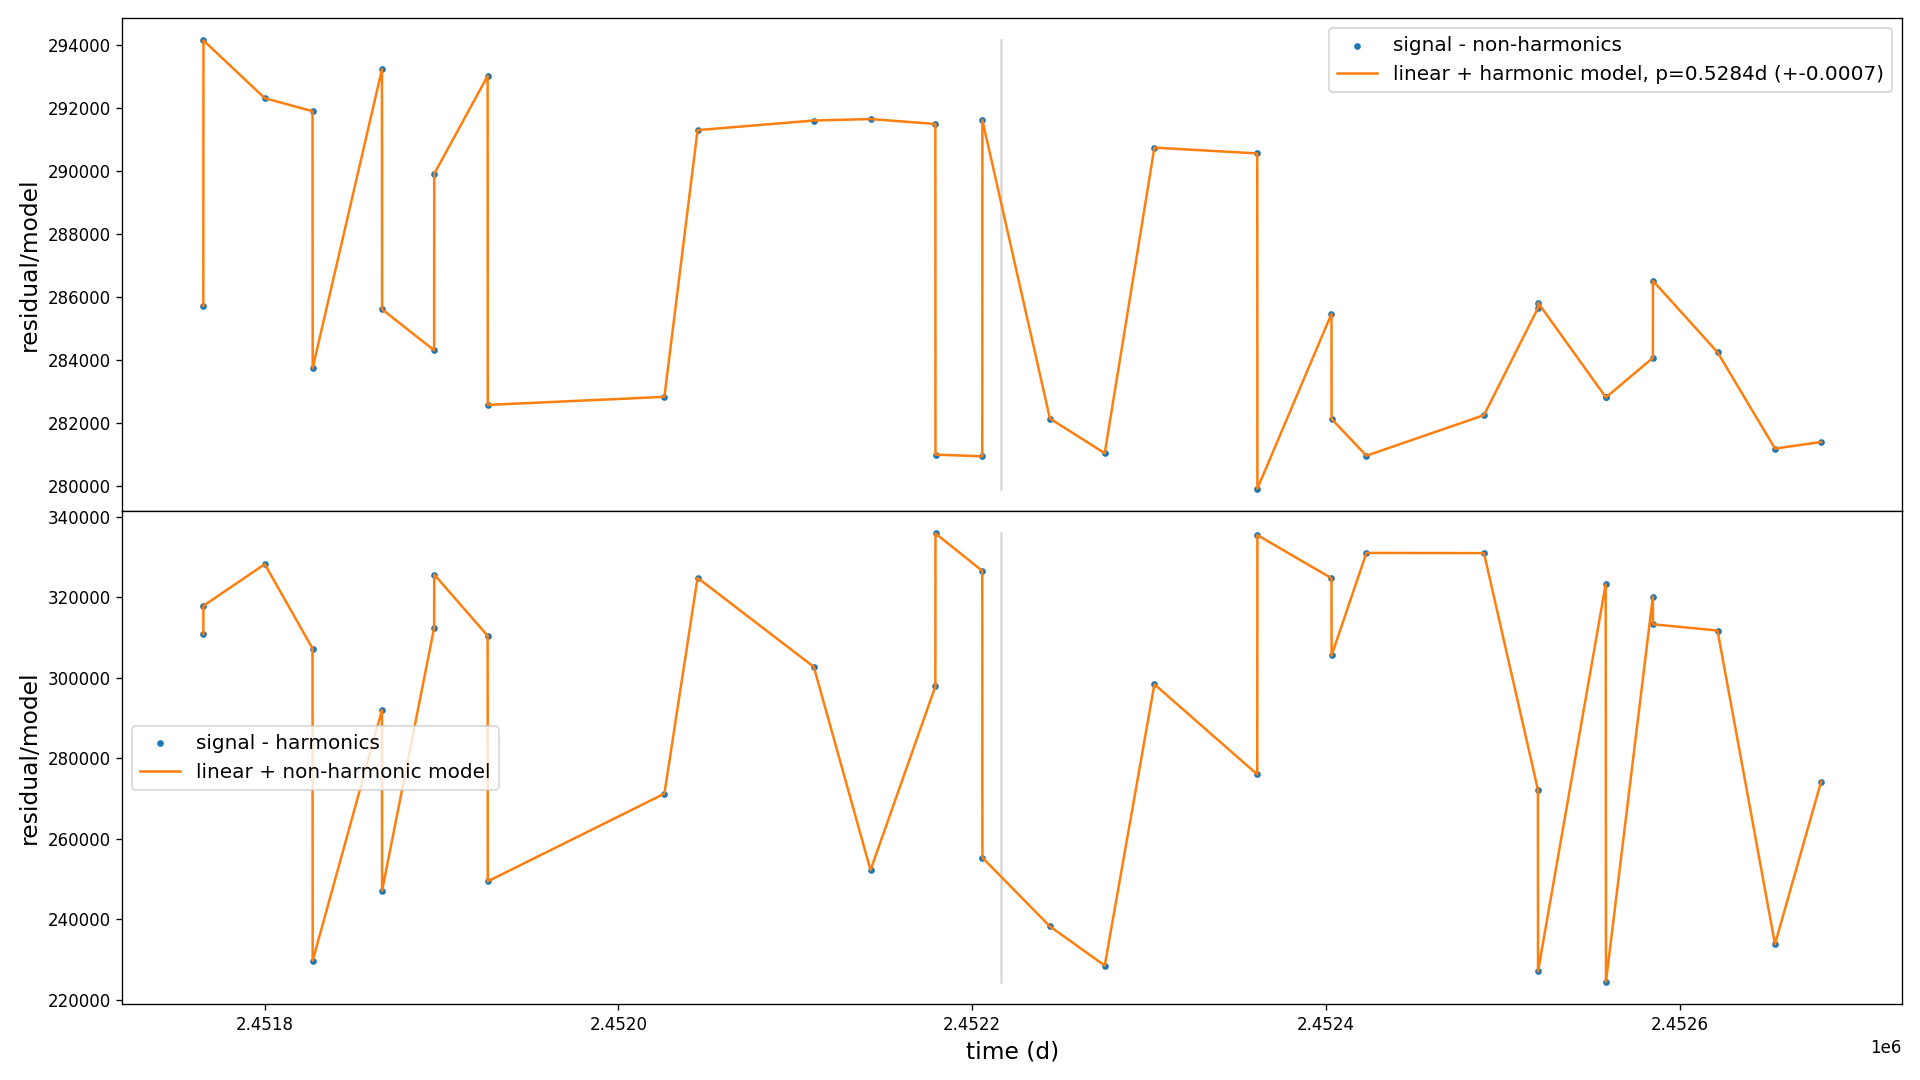 294000
292000
290000
288000
286000
284000
282000
280000
residual/model
signal - non-harmonics
linear + harmonic model, p=0.5284d (+-0.0007)
340000
320000
300000
280000
260000
240000
220000
residual/model
signal - harmonics
linear + non-harmonic model
2.4518
2.4520
2.4522
2.4524
2.4526
1e6
time (d)